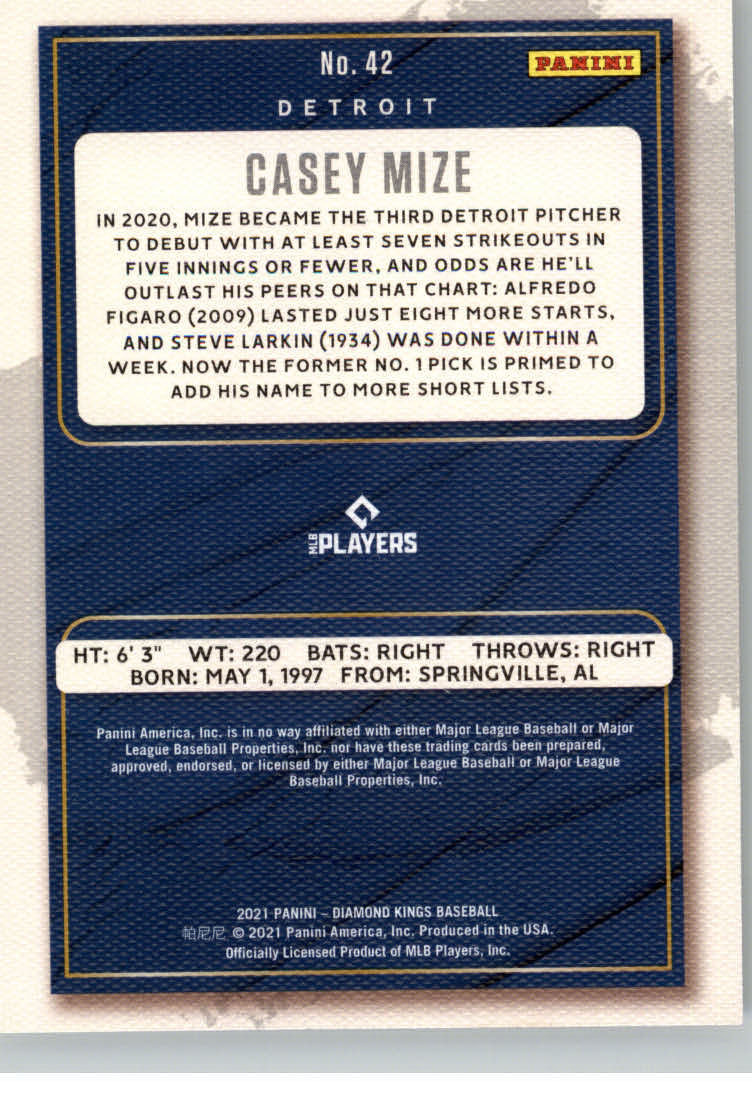 No. 42
PANINI
DETROIT
CASEY MIZE
IN 2020, MIZE BECAME THE THIRD DETROIT PITCHER
TO DEBUT WITH AT LEAST SEVEN STRIKEOUTS IN
FIVE INNINGS OR FEWER, AND ODDS ARE HE'LL
OUTLAST HIS PEERS ON THAT CHART: ALFREDO
FIGARO (2009) LASTED JUST EIGHT MORE STARTS,
AND STEVE LARKIN (1934) WAS DONE WITHIN A
WEEK. NOW THE FORMER NO. 1 PICK IS PRIMED TO
ADD HIS NAME TO MORE SHORT LISTS.
MLB PLAYERS
HT: 6' 3" WT: 220 BATS: RIGHT THROWS: RIGHT
BORN: MAY 1, 1997 FROM: SPRINGVILLE, AL
Panini America, Inc. is in no way affiliated with either Major League Baseball or Major
League Baseball Properties, Inc. nor have these trading cards been prepared,
approved, endorsed, or licensed by either Major League Baseball or Major League
Baseball Properties, Inc.
2021 PANINI – DIAMOND KINGS BASEBALL
帕尼尼 © 2021 Panini America, Inc. Produced in the USA.
Officially Licensed Product of MLB Players, Inc.